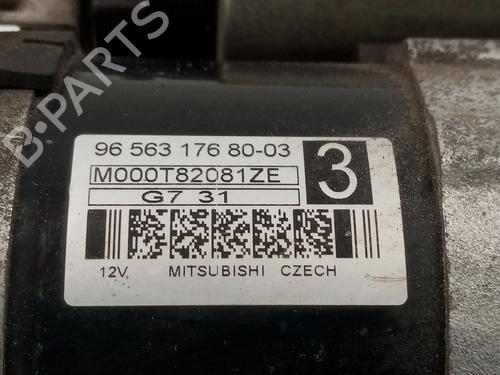 B-PARTS
96 563 176 80-03
3
M000T82081ZE
G7 31
12V. MITSUBISHI CZECH